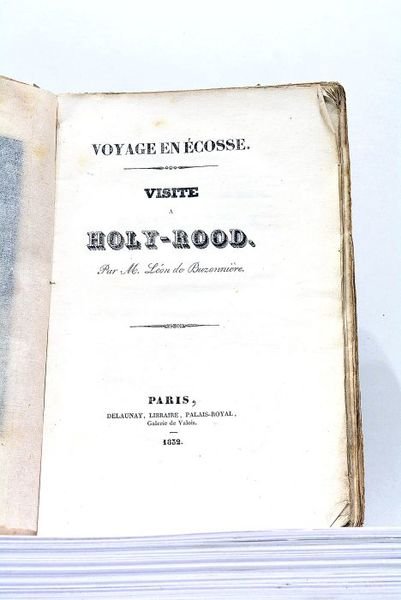 VOYAGE EN ÉCOSSE.
VISITE
A
HOLY-ROOD.
Par M. Léon de Buzonnière.
PARIS,
DELAUNAY, LIBRAIRE, PALAIS-ROYAL,
Galerie de Valois.
1832.